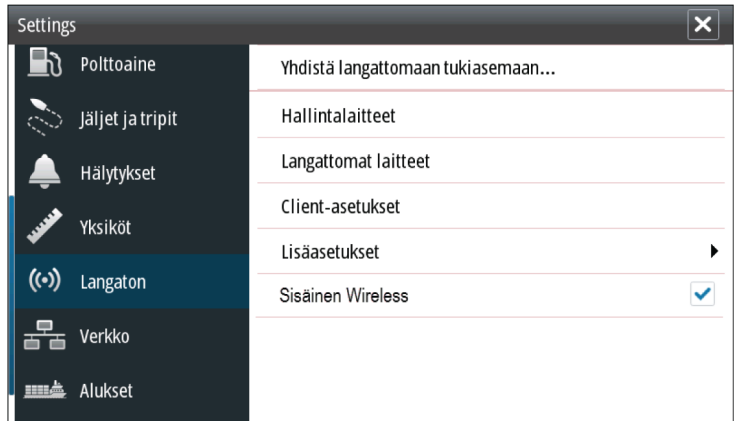 Settings
Polttoaine
Jäljet ja tripit
Hälytykset
Yksiköt
Langaton
Verkko
Alukset
Yhdistä langattomaan tukiasemaan...
Hallintalaitteet
Langattomat laitteet
Client-asetukset
Lisäasetukset
Sisäinen Wireless